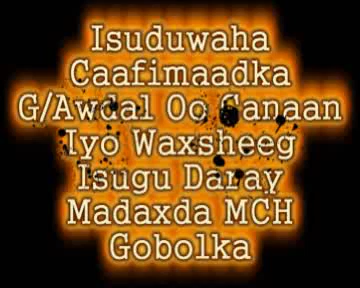 Isuduwaha
Caafimaadka
G/Awdal Oo Canaan
Iyo Waxsheeg
Isugu Daray
Madaxda MCH
Gobolka